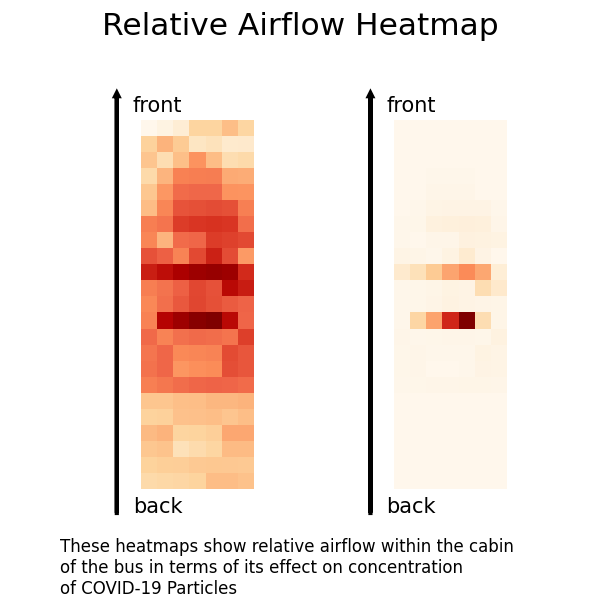 Relative Airflow Heatmap
front
front
back
back
These heatmaps show relative airflow within the cabin
of the bus in terms of its effect on concentration
of COVID-19 Particles